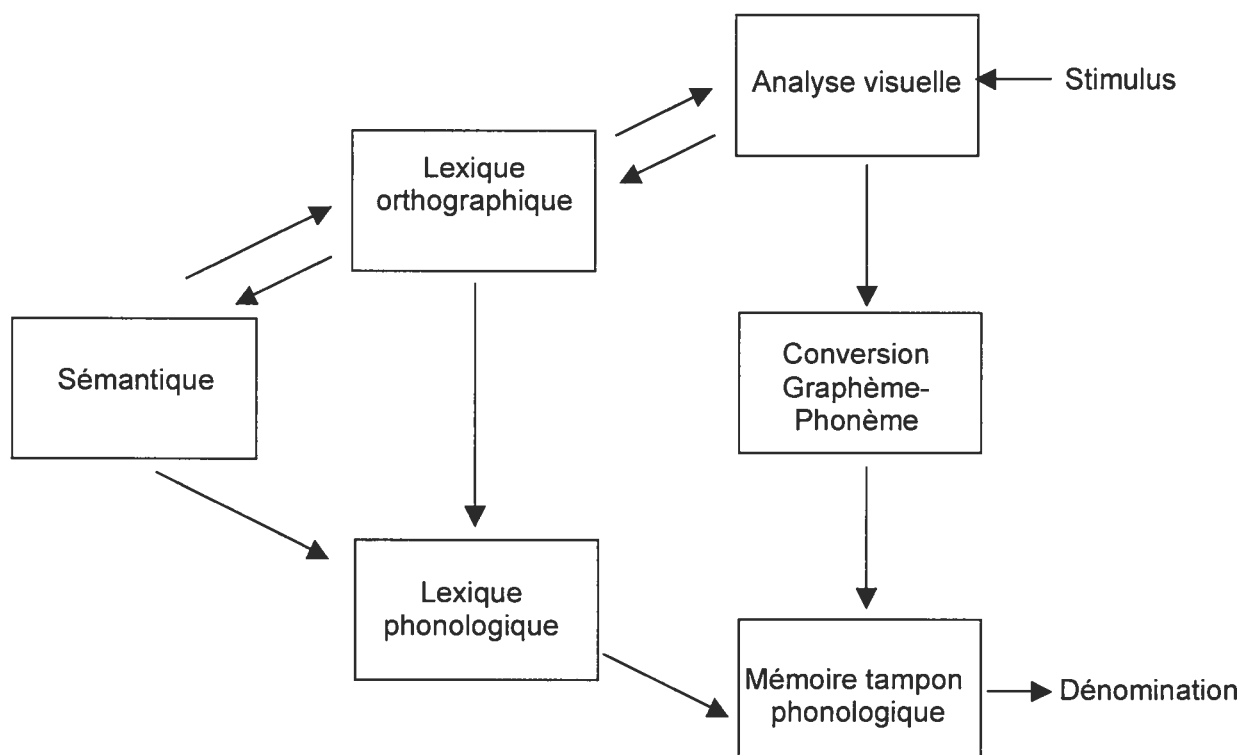 Analyse visuelle
Stimulus
Lexique
orthographique
Sémantique
Conversion
Graphème-
Phonème
Lexique
phonologique
Mémoire tampon
phonologique
Dénomination